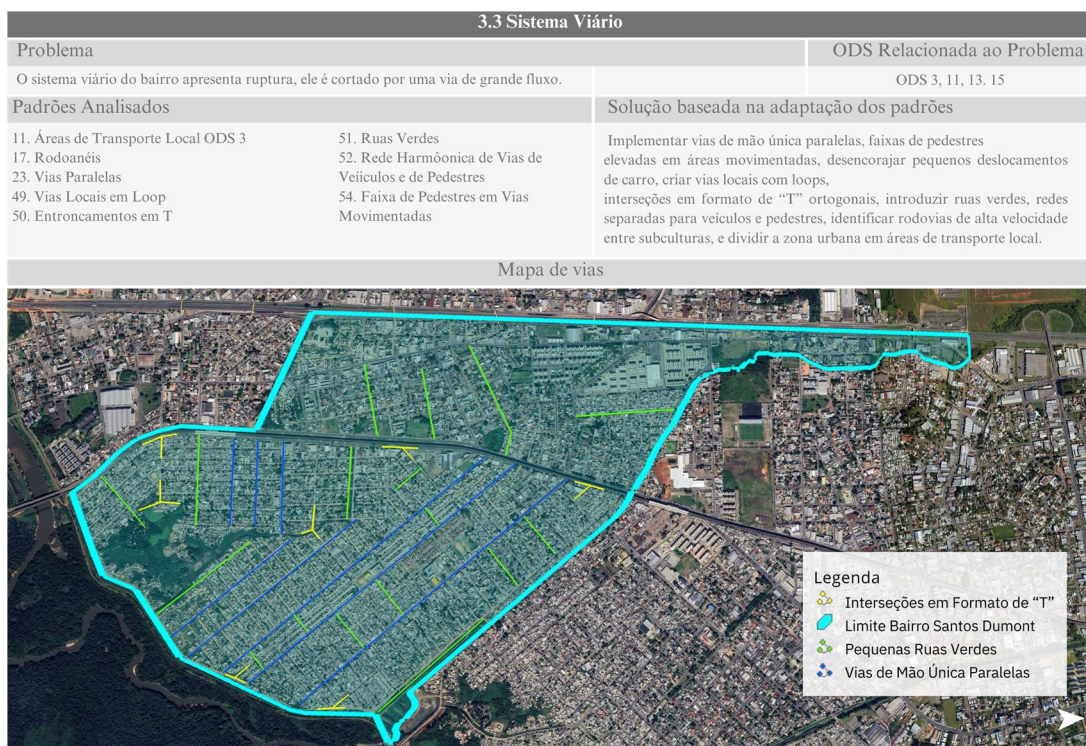 3.3 Sistema Viário
Problema
ODS Relacionada ao Problema
O sistema viário do bairro apresenta ruptura, ele é cortado por uma via de grande fluxo.
ODS 3, 11, 13. 15
Padrões Analisados
11. Áreas de Transporte Local ODS 3
17. Rodoanéis
23. Vias Paralelas
49. Vias Locais em Loop
50. Entroncamentos em T
51. Ruas Verdes
52. Rede Harmôonica de Vias de
Veíículos e de Pedestres
54. Faixa de Pedestres em Vias
Movimentadas
Solução baseada na adaptação dos padrões
Implementar vias de mão única paralelas, faixas de pedestres
elevadas em áreas movimentadas, desencorajar pequenos deslocamentos
de carro, criar vias locais com loops,
interseções em formato de “T” ortogonais, introduzir ruas verdes, redes
separadas para veículos e pedestres, identificar rodovias de alta velocidade
entre subculturas, e dividir a zona urbana em áreas de transporte local.
Mapa de vias
Legenda
Interseções em Formato de “T”
Limite Bairro Santos Dumont
Pequenas Ruas Verdes
Vias de Mão Única Paralelas